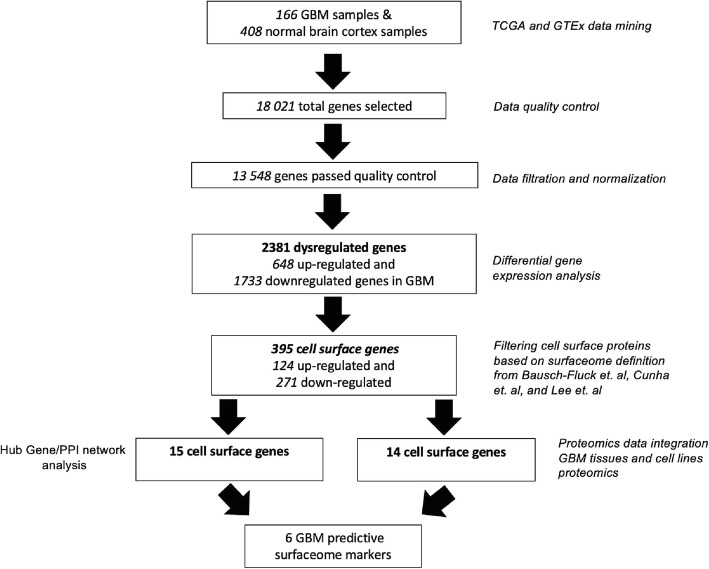 166 GBM samples &
408 normal brain cortex samples
TCGA and GTEx data mining
18 021 total genes selected
Data quality control
13 548 genes passed quality control
Data filtration and normalization
2381 dysregulated genes
648 up-regulated and
1733 downregulated genes in GBM
Differential gene
expression analysis
395 cell surface genes
124 up-regulated and
271 down-regulated
Filtering cell surface proteins
based on surfaceome definition
from Bausch-Fluck et. al, Cunha
et. al, and Lee et. al
Hub Gene/PPI network
analysis
15 cell surface genes
14 cell surface genes
Proteomics data integration
GBM tissues and cell lines
proteomics
6 GBM predictive
surfaceome markers